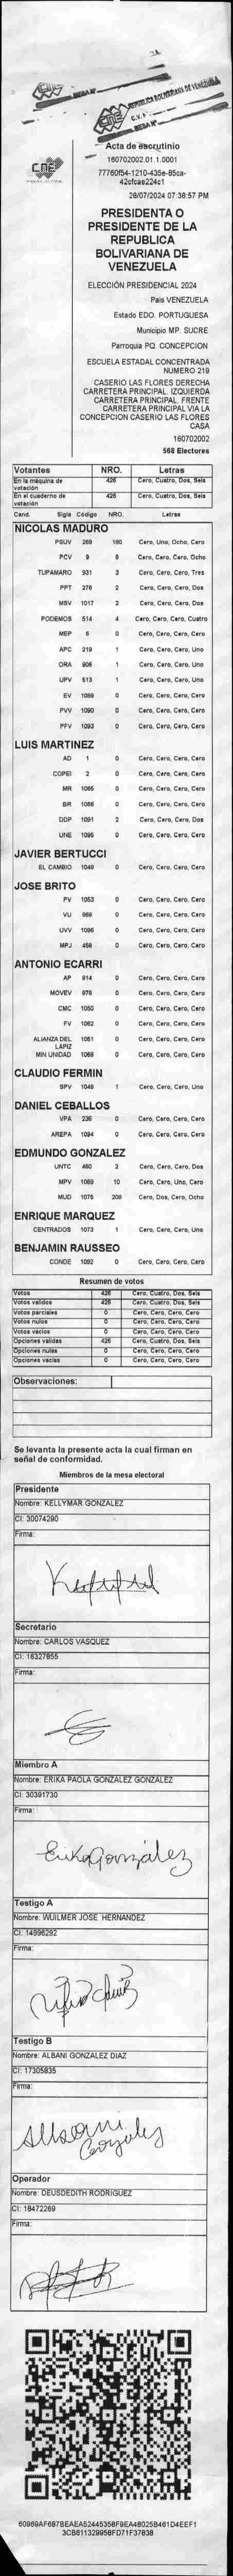 REPUBLICA BOLIVARIANA DE VENEZUELA
C.V.P.
MESA Nº
CNE
Acta de escrutinio
160702002.01.1.0001
77760f54-1210-435e-85ca-
42cfcae224c1
28/07/2024 07:38:57 PM
PRESIDENTA O
PRESIDENTE DE LA
REPUBLICA
BOLIVARIANA DE
VENEZUELA
ELECCIÓN PRESIDENCIAL 2024
Pais VENEZUELA
Estado EDO. PORTUGUESA
Municipio MP. SUCRE
Parroquia PQ. CONCEPCION
ESCUELA ESTADAL CONCENTRADA
NUMERO 219
CASERIO LAS FLORES DERECHA
CARRETERA PRINCIPAL. IZQUIERDA
CARRETERA PRINCIPAL. FRENTE
CARRETERA PRINCIPAL VIA LA
CONCEPCION CASERIO LAS FLORES
CASA
160702002
568 Electores
Votantes NRO. Letras
En la máquina de votación 426 Cero, Cuatro, Dos, Seis
En el cuaderno de votación 426 Cero, Cuatro, Dos, Seis
Cand. Sigla Código NRO. Letras
NICOLAS MADURO
PSUV 269 180 Cero, Uno, Ocho, Cero
PCV 9 8 Cero, Cero, Cero, Ocho
TUPAMARO 931 3 Cero, Cero, Cero, Tres
PPT 276 2 Cero, Cero, Cero, Dos
MSV 1017 2 Cero, Cero, Cero, Dos
PODEMOS 514 4 Cero, Cero, Cero, Cuatro
MEP 6 0 Cero, Cero, Cero, Cero
APC 219 1 Cero, Cero, Cero, Uno
ORA 908 1 Cero, Cero, Cero, Uno
UPV 513 1 Cero, Cero, Cero, Uno
EV 1089 0 Cero, Cero, Cero, Cero
PVV 1090 0 Cero, Cero, Cero, Cero
PFV 1093 0 Cero, Cero, Cero, Cero
LUIS MARTINEZ
AD 1 0 Cero, Cero, Cero, Cero
COPEI 2 0 Cero, Cero, Cero, Cero
MR 1065 0 Cero, Cero, Cero, Cero
BR 1066 0 Cero, Cero, Cero, Cero
DDP 1091 2 Cero, Cero, Cero, Dos
UNE 1095 0 Cero, Cero, Cero, Cero
JAVIER BERTUCCI
EL CAMBIO 1049 0 Cero, Cero, Cero, Cero
JOSE BRITO
PV 1053 0 Cero, Cero, Cero, Cero
VU 968 0 Cero, Cero, Cero, Cero
UVV 1096 0 Cero, Cero, Cero, Cero
MPJ 458 0 Cero, Cero, Cero, Cero
ANTONIO ECARRI
AP 914 0 Cero, Cero, Cero, Cero
MOVEV 978 0 Cero, Cero, Cero, Cero
CMC 1050 0 Cero, Cero, Cero, Cero
FV 1062 0 Cero, Cero, Cero, Cero
ALIANZA DEL LAPIZ 1061 0 Cero, Cero, Cero, Cero
MIN UNIDAD 1068 0 Cero, Cero, Cero, Cero
CLAUDIO FERMIN
SPV 1049 1 Cero, Cero, Cero, Uno
DANIEL CEBALLOS
VPA 236 0 Cero, Cero, Cero, Cero
AREPA 1094 0 Cero, Cero, Cero, Cero
EDMUNDO GONZALEZ
UNTC 460 2 Cero, Cero, Cero, Dos
MPV 1069 10 Cero, Cero, Uno, Cero
MUD 1075 208 Cero, Dos, Cero, Ocho
ENRIQUE MARQUEZ
CENTRADOS 1073 1 Cero, Cero, Cero, Uno
BENJAMIN RAUSSEO
CONDE 1092 0 Cero, Cero, Cero, Cero
Resumen de votos
Votos 426 Cero, Cuatro, Dos, Seis
Votos validos 426 Cero, Cuatro, Dos, Seis
Votos parciales 0 Cero, Cero, Cero, Cero
Votos nulos 0 Cero, Cero, Cero, Cero
Votos vacios 0 Cero, Cero, Cero, Cero
Opciones validas 426 Cero, Cuatro, Dos, Seis
Opciones nulas 0 Cero, Cero, Cero, Cero
Opciones vacias 0 Cero, Cero, Cero, Cero
Observaciones:
Se levanta la presente acta la cual firman en
señal de conformidad.
Miembros de la mesa electoral
Presidente
Nombre: KELLYMAR GONZALEZ
CI: 30074290
Firma:
Secretario
Nombre: CARLOS VASQUEZ
CI: 16327855
Firma:
Miembro A
Nombre: ERIKA PAOLA GONZALEZ GONZALEZ
CI: 30391730
Firma:
Erika González
Testigo A
Nombre: WUILMER JOSE HERNANDEZ
CI: 14996292
Firma:
Testigo B
Nombre: ALBANI GONZALEZ DIAZ
CI: 17305835
Firma:
Albani
González
Operador
Nombre: DEUSDEDITH RODRIGUEZ
CI: 18472269
Firma:
60969AF687BEAEA52445358F9EA48025B461D4EEF1
3CB611329958FD71F37838